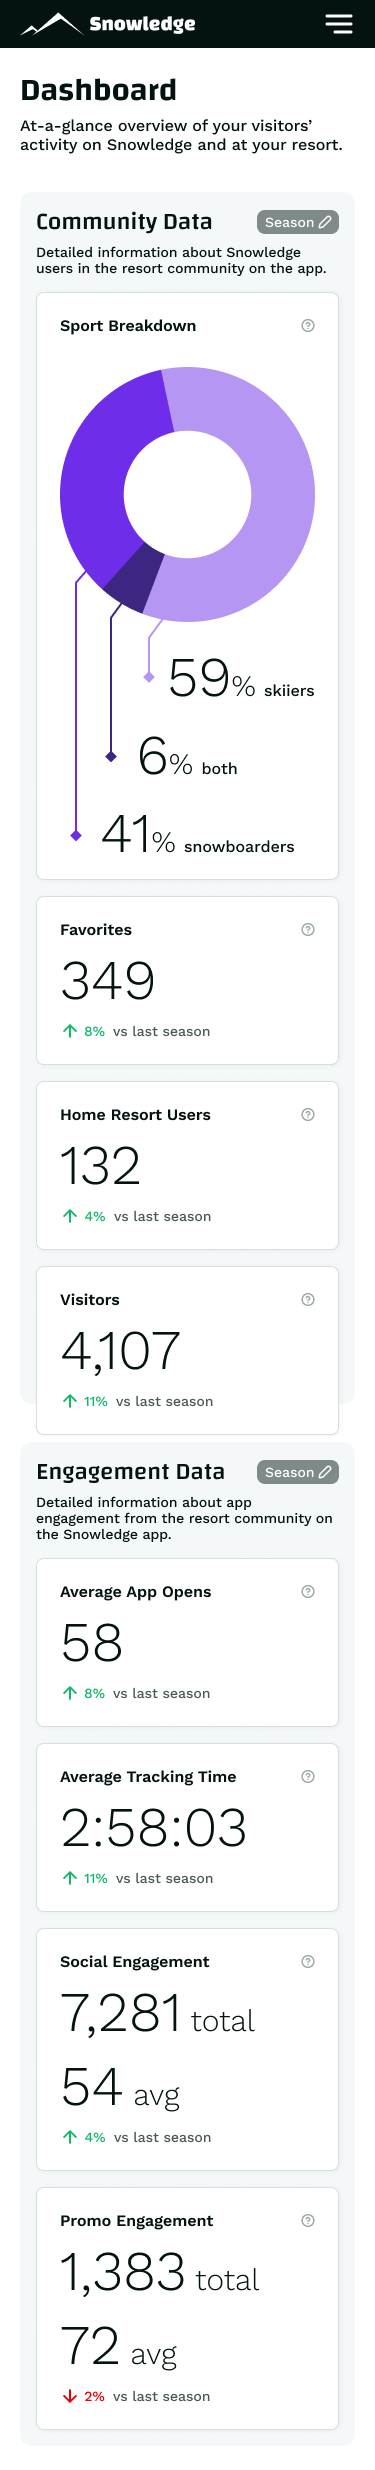 Snowledge
Dashboard
At-a-glance overview of your visitors’
activity on Snowledge and at your resort.
Community Data
Season
Detailed information about Snowledge
users in the resort community on the app.
Sport Breakdown
59% skiiers
6% both
41% snowboarders
Favorites
349
8% vs last season
Home Resort Users
132
4% vs last season
Visitors
4,107
11% vs last season
Engagement Data
Season
Detailed information about app
engagement from the resort community on
the Snowledge app.
Average App Opens
58
8% vs last season
Average Tracking Time
2:58:03
11% vs last season
Social Engagement
7,281 total
54 avg
4% vs last season
Promo Engagement
1,383 total
72 avg
2% vs last season